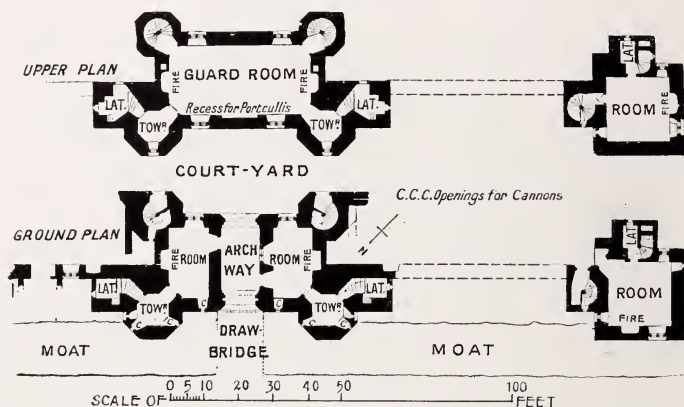 UPPER PLAN
FIRE
GUARD ROOM
FIRE
LAT.
Recess for Portcullis
LAT.
TOWR
TOWR
LAT.
ROOM
FIRE
COURT-YARD
C.C.C. Openings for Cannons
N
GROUND PLAN
FIRE
ROOM
ARCH
WAY
ROOM
FIRE
LAT.
TOWR
TOWR
LAT.
C
C
C
C
C
C
LAT.
ROOM
FIRE
MOAT
DRAW-
BRIDGE
MOAT
SCALE OF 0 5 10 20 30 40 50 100 FEET